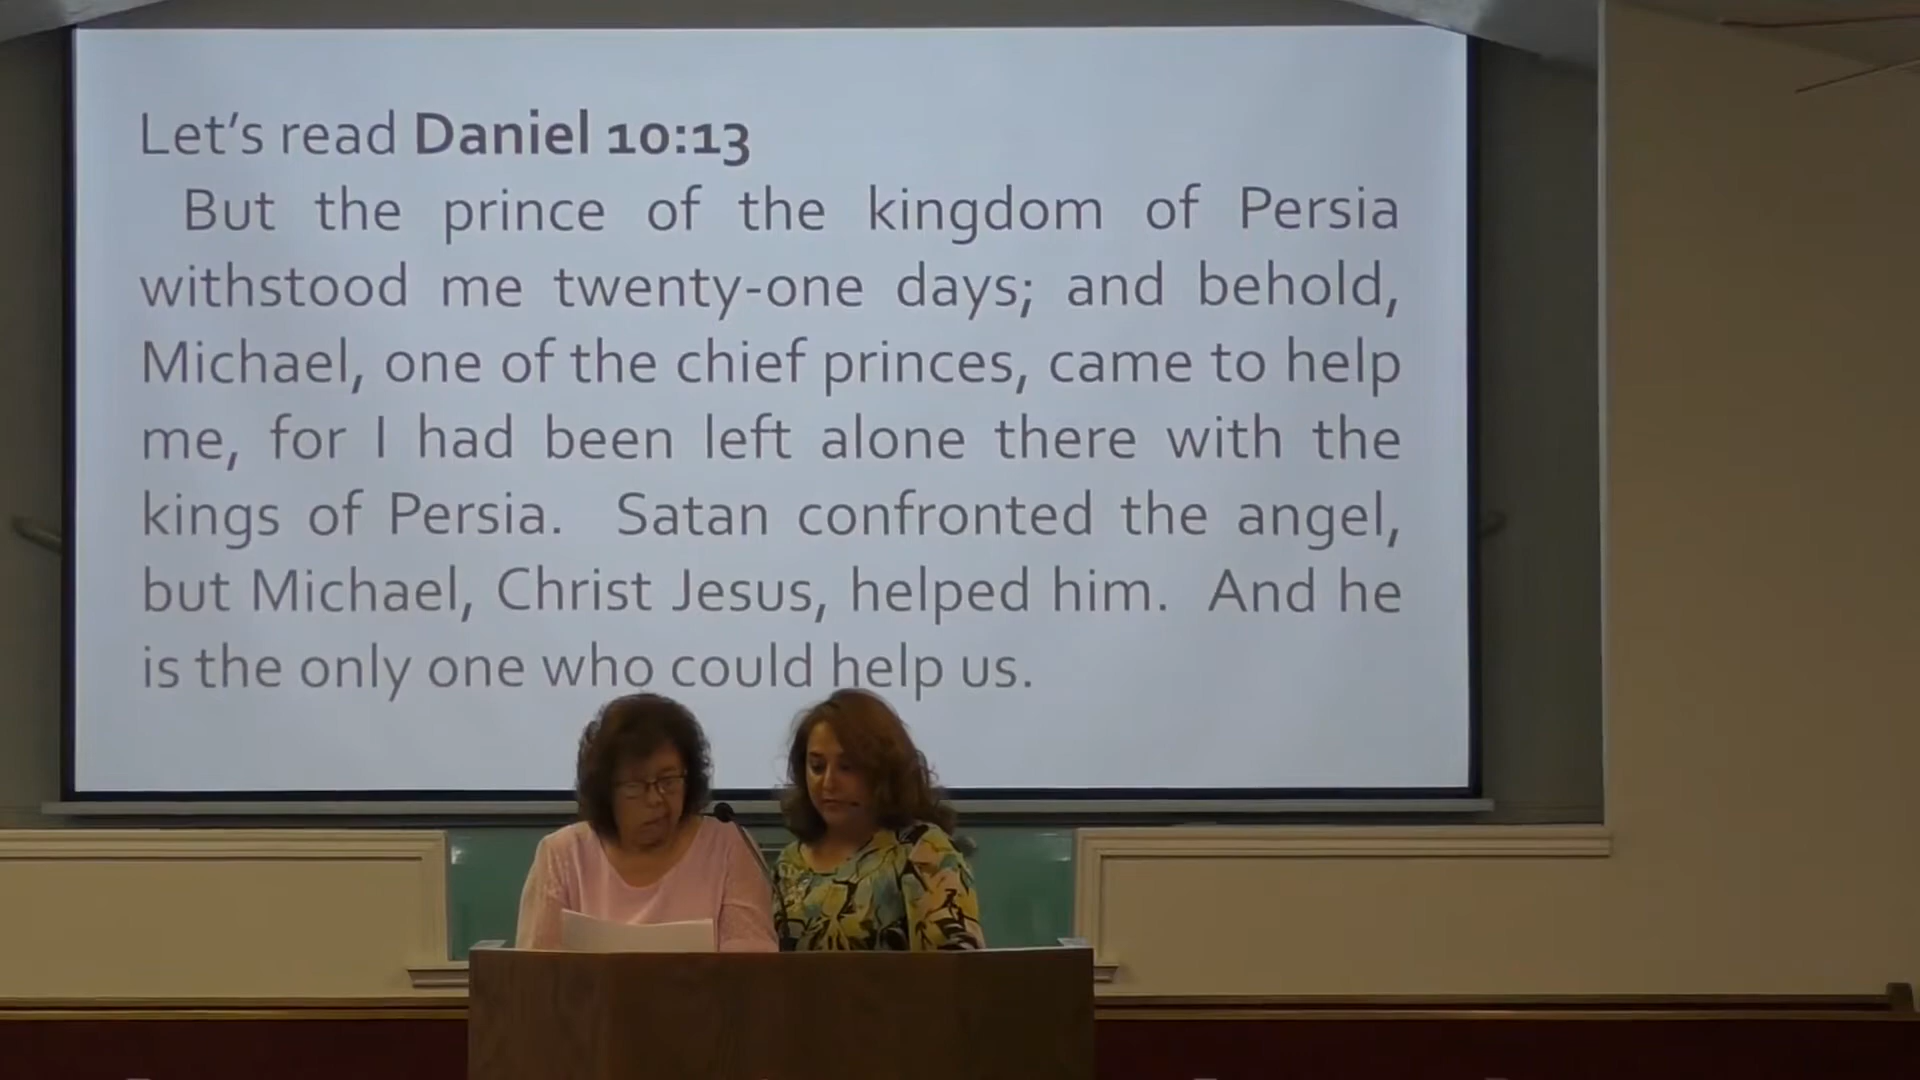 Let's read Daniel 10:13
But the prince of the kingdom of Persia
withstood me twenty-one days; and behold,
Michael, one of the chief princes, came to help
me, for I had been left alone there with the
kings of Persia. Satan confronted the angel,
but Michael, Christ Jesus, helped him. And he
is the only one who could help us.